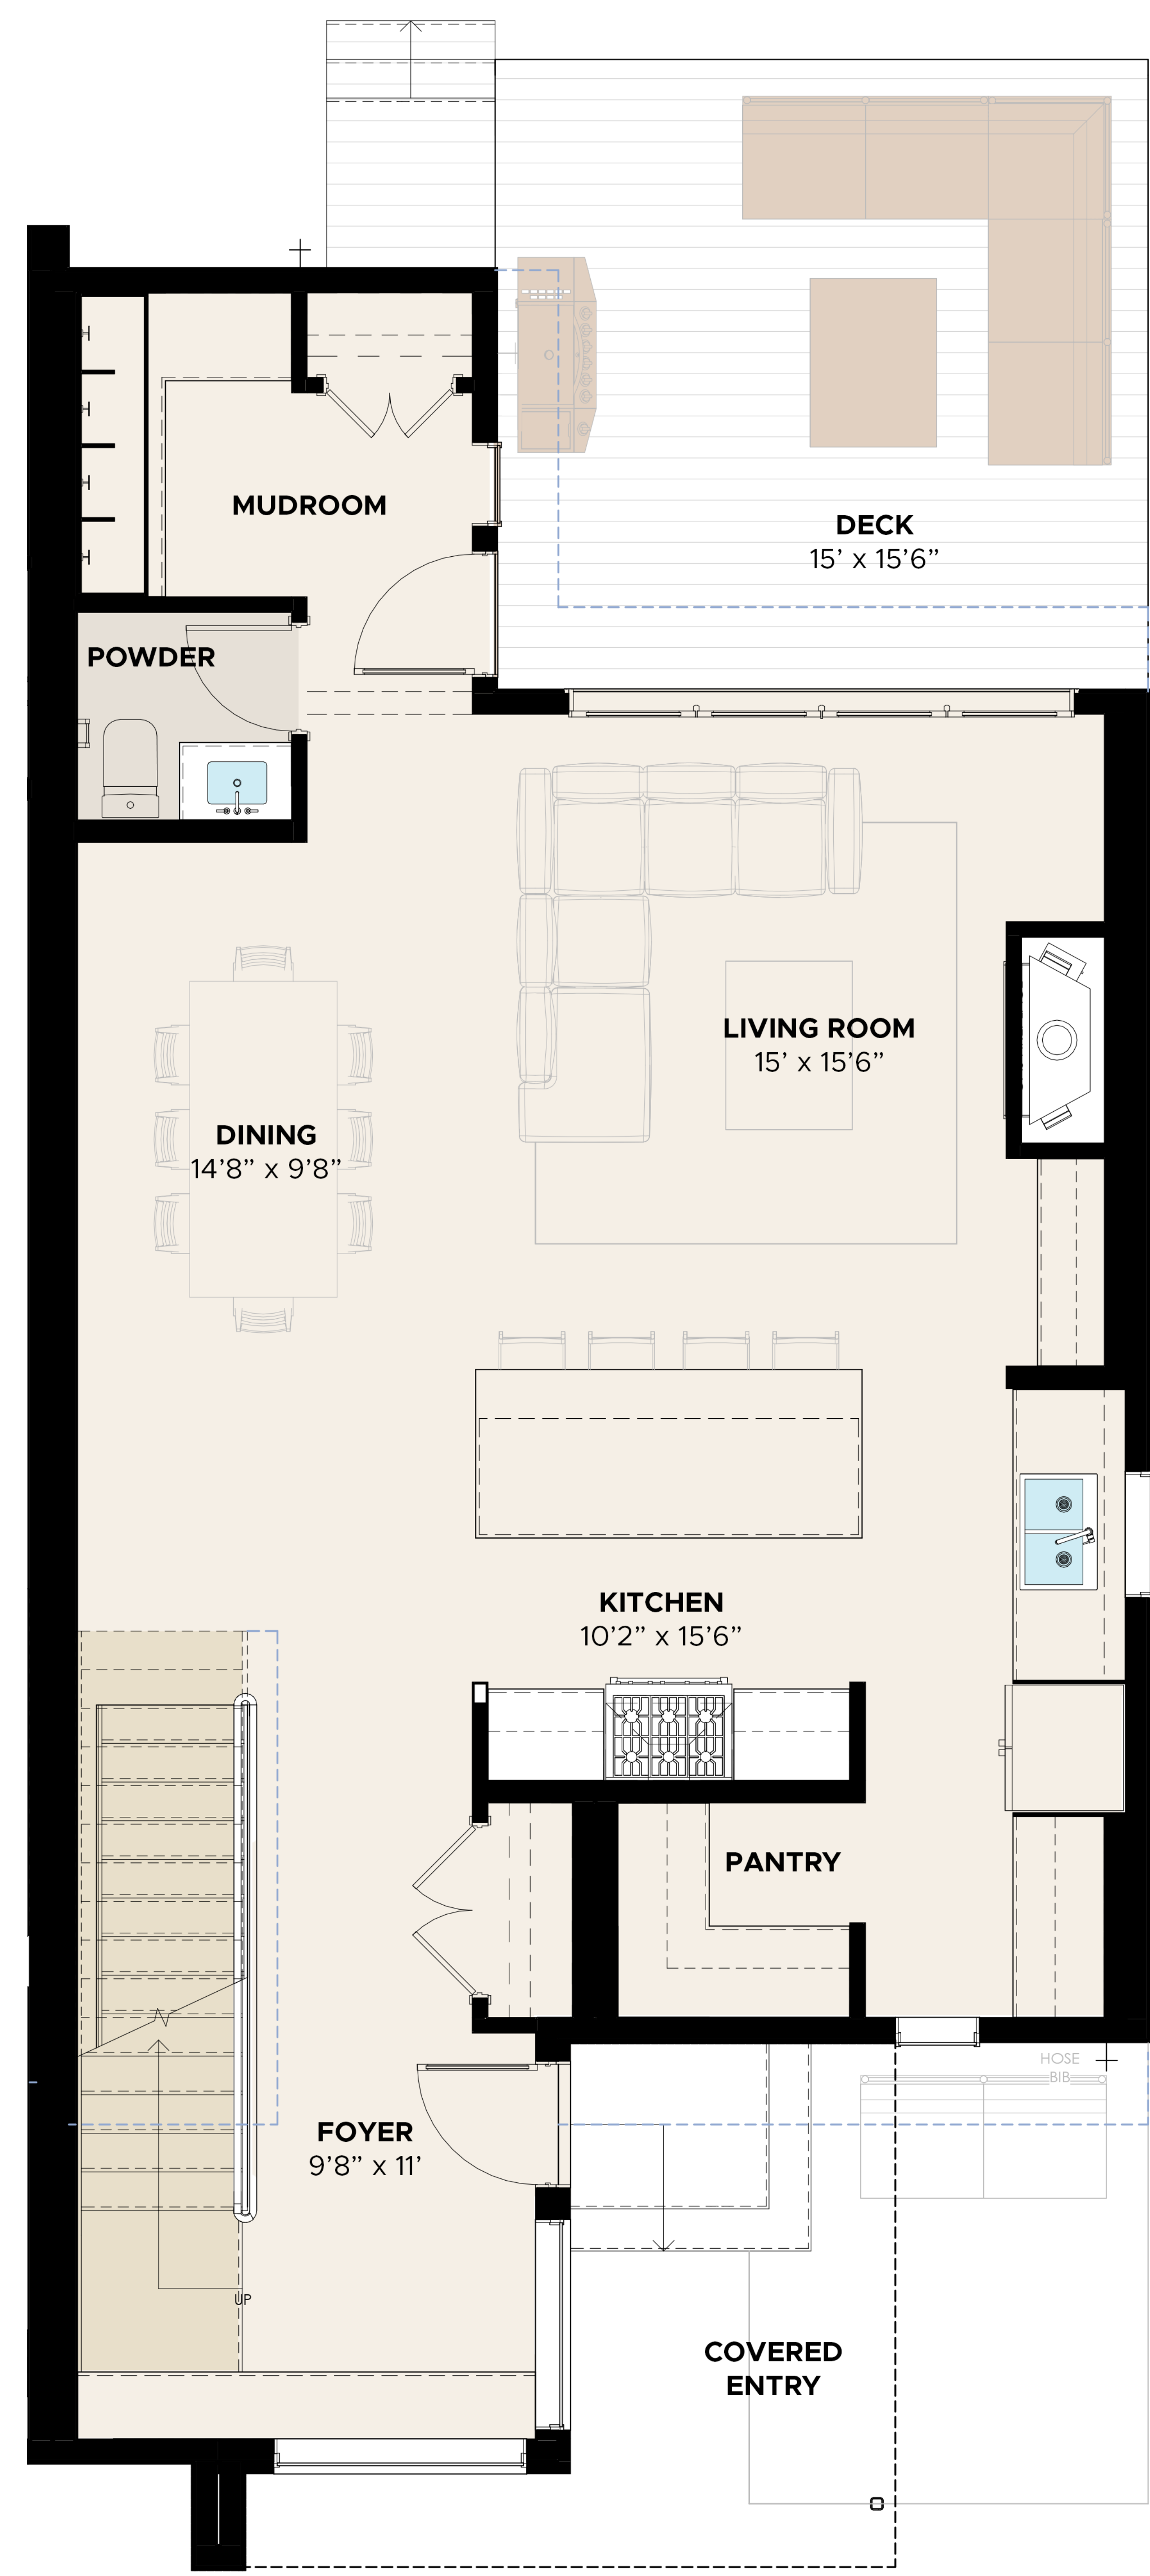 MUDROOM
DECK
15’ x 15’6”
POWDER
LIVING ROOM
15’ x 15’6”
DINING
14’8” x 9’8”
KITCHEN
10’2” x 15’6”
PANTRY
HOSE
BIB
FOYER
9’8” x 11’
UP
COVERED
ENTRY